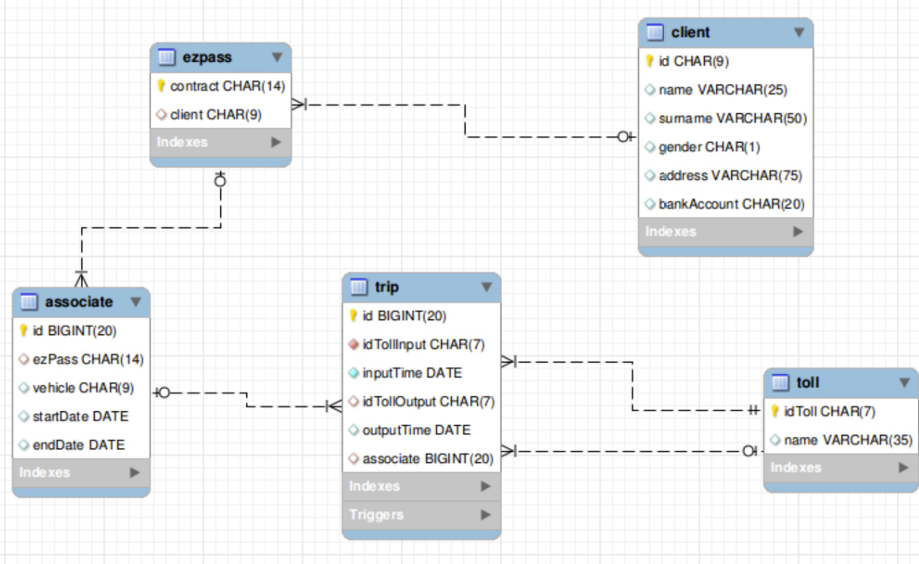 ezpass
contract CHAR(14)
client CHAR(9)
Indexes
client
id CHAR(9)
name VARCHAR(25)
surname VARCHAR(50)
gender CHAR(1)
address VARCHAR(75)
bankAccount CHAR(20)
Indexes
associate
id BIGINT(20)
ezPass CHAR(14)
vehicle CHAR(9)
startDate DATE
endDate DATE
Indexes
trip
id BIGINT(20)
idTollInput CHAR(7)
inputTime DATE
idTollOutput CHAR(7)
outputTime DATE
associate BIGINT(20)
Indexes
Triggers
toll
idToll CHAR(7)
name VARCHAR(35)
Indexes